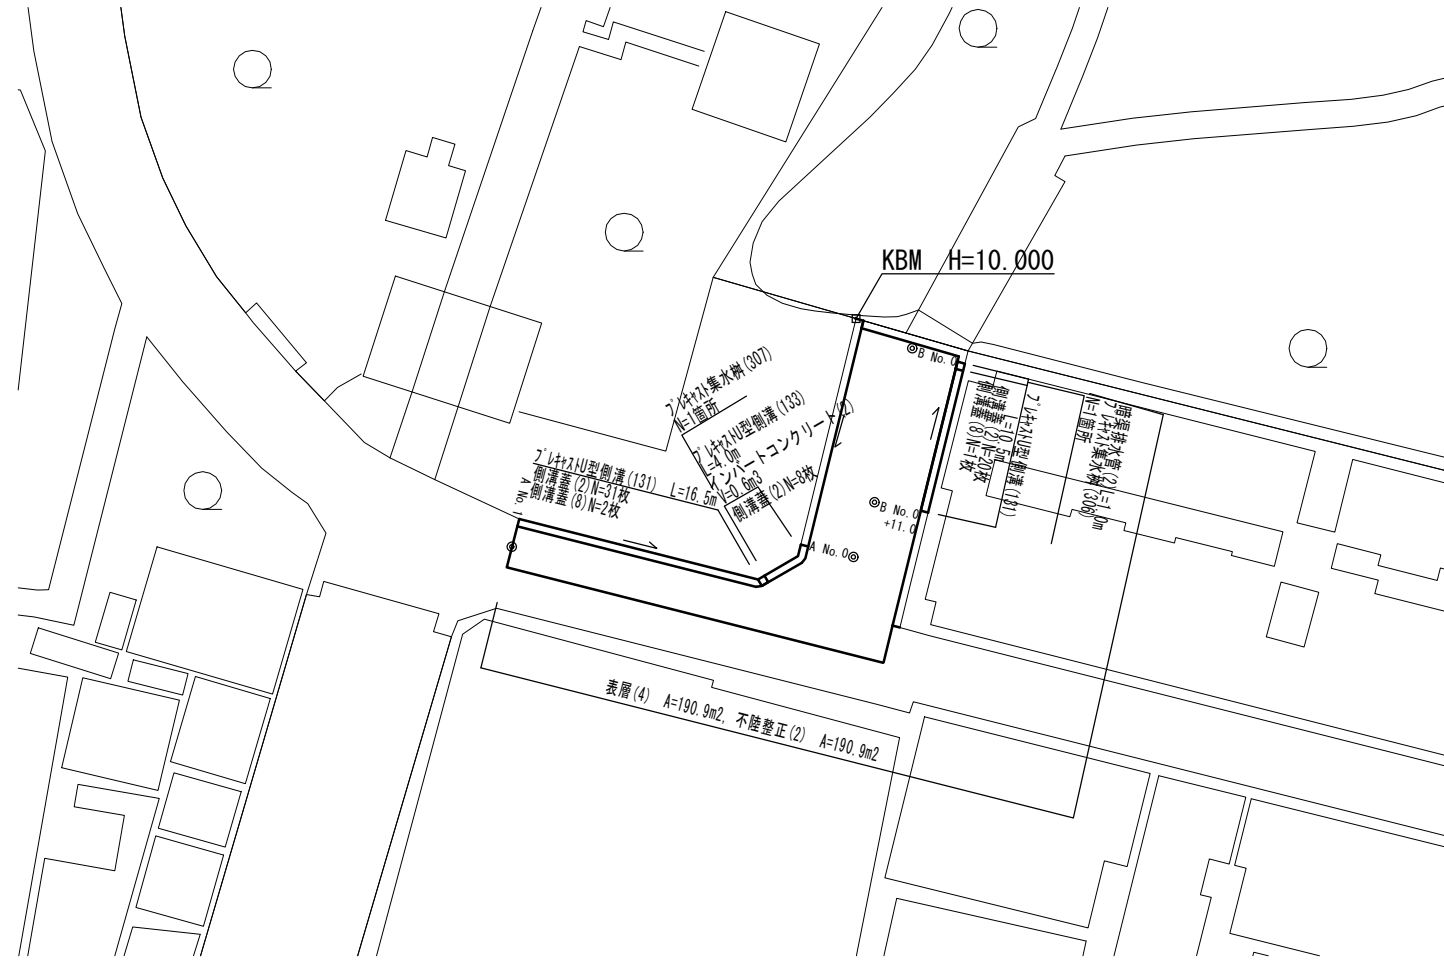 KBM H=10.000
プレキャスト集水桝(307)
N=1箇所
プレキャストU型側溝(133)
L=4.0m
インバートコンクリート(2)
V=0.6m3
側溝蓋(2)N=8枚
プレキャストU型側溝(131) L=16.5m
側溝蓋(2)N=31枚
側溝蓋(8)N=2枚
A No.1
B No.0
B No.0
+11.0
A No.0
プレキャストU型側溝(131)
L=10.5m
側溝蓋(2)N=20枚
側溝蓋(8)N=1枚
暗渠排水管(2)L=1.0m
プレキャスト集水桝(306)
N=1箇所
表層(4) A=190.9m2, 不陸整正(2) A=190.9m2